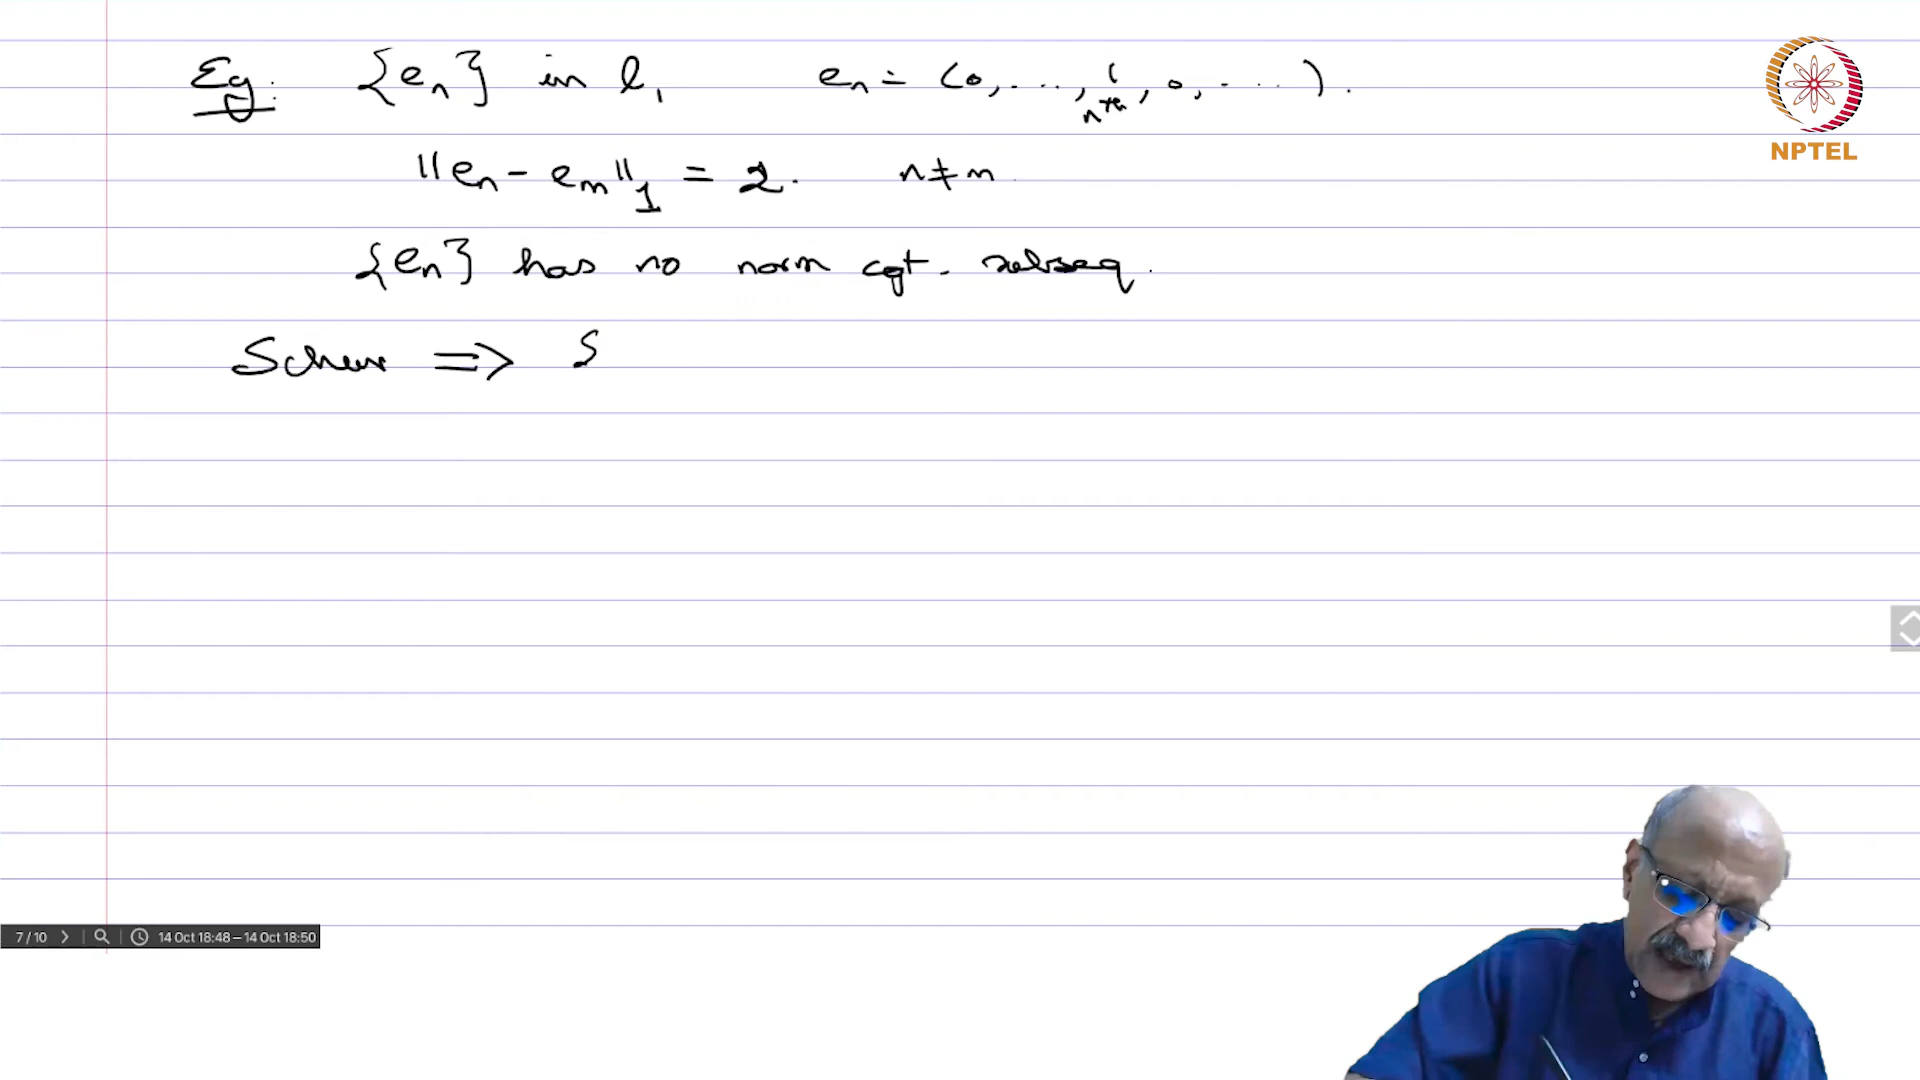 Eg: {eₙ} in l₁ eₙ = (0, ..., 1, 0, ....).
nᵗʰ
NPTEL
‖eₙ - eₘ‖₁ = 2. n ≠ m.
{eₙ} has no norm cgt. subseq.
Schur => {
7/10 14 Oct 18:48 – 14 Oct 18:50